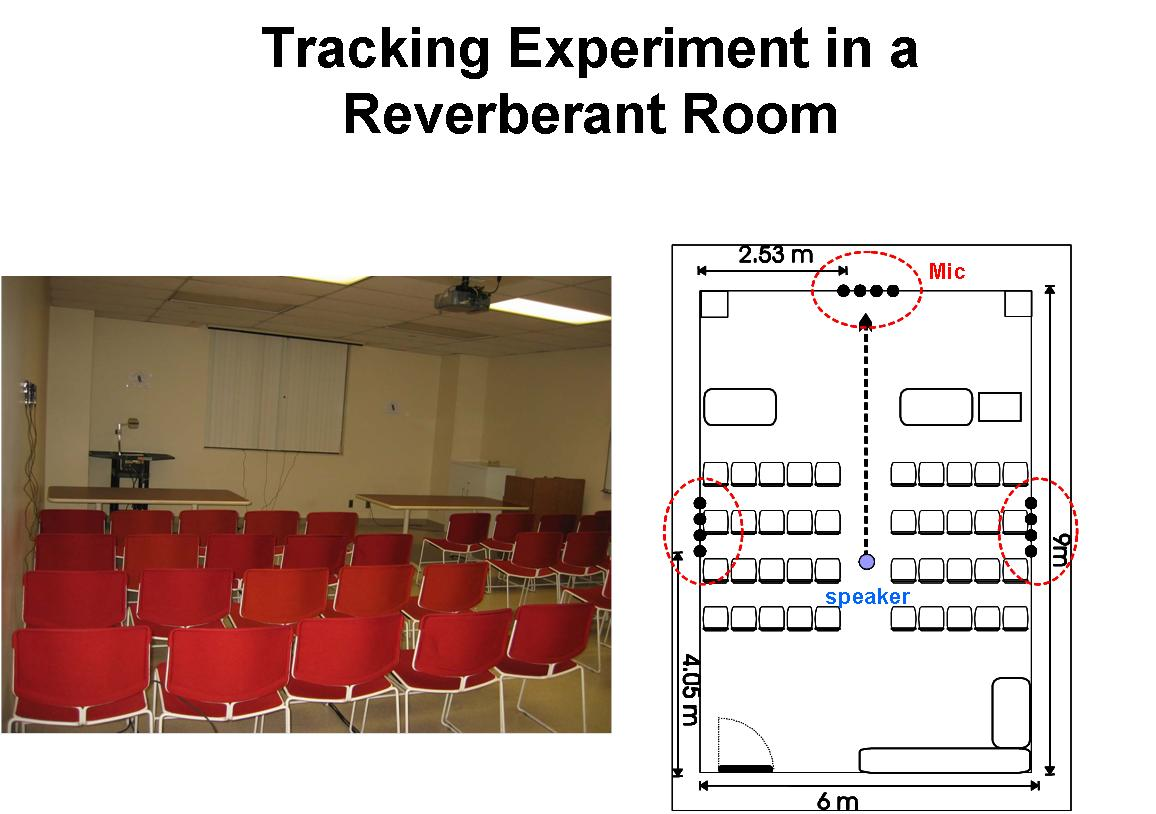 Tracking Experiment in a
Reverberant Room
2.53 m
Mic
9m
speaker
4.05 m
6 m